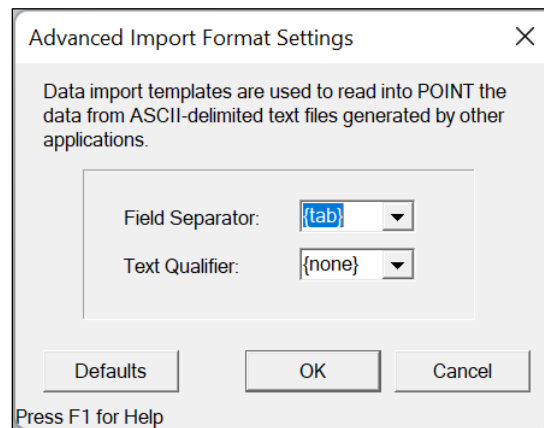 Advanced Import Format Settings
Data import templates are used to read into POINT the
data from ASCII-delimited text files generated by other
applications.
Field Separator: {tab}
Text Qualifier: {none}
Defaults OK Cancel
Press F1 for Help